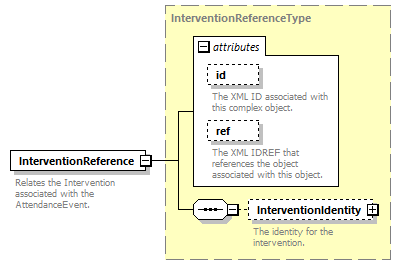 InterventionReferenceType
attributes
id
The XML ID associated with
this complex object.
ref
The XML IDREF that
references the object
associated with this object.
InterventionReference
Relates the Intervention
associated with the
AttendanceEvent.
InterventionIdentity
The identity for the
intervention.